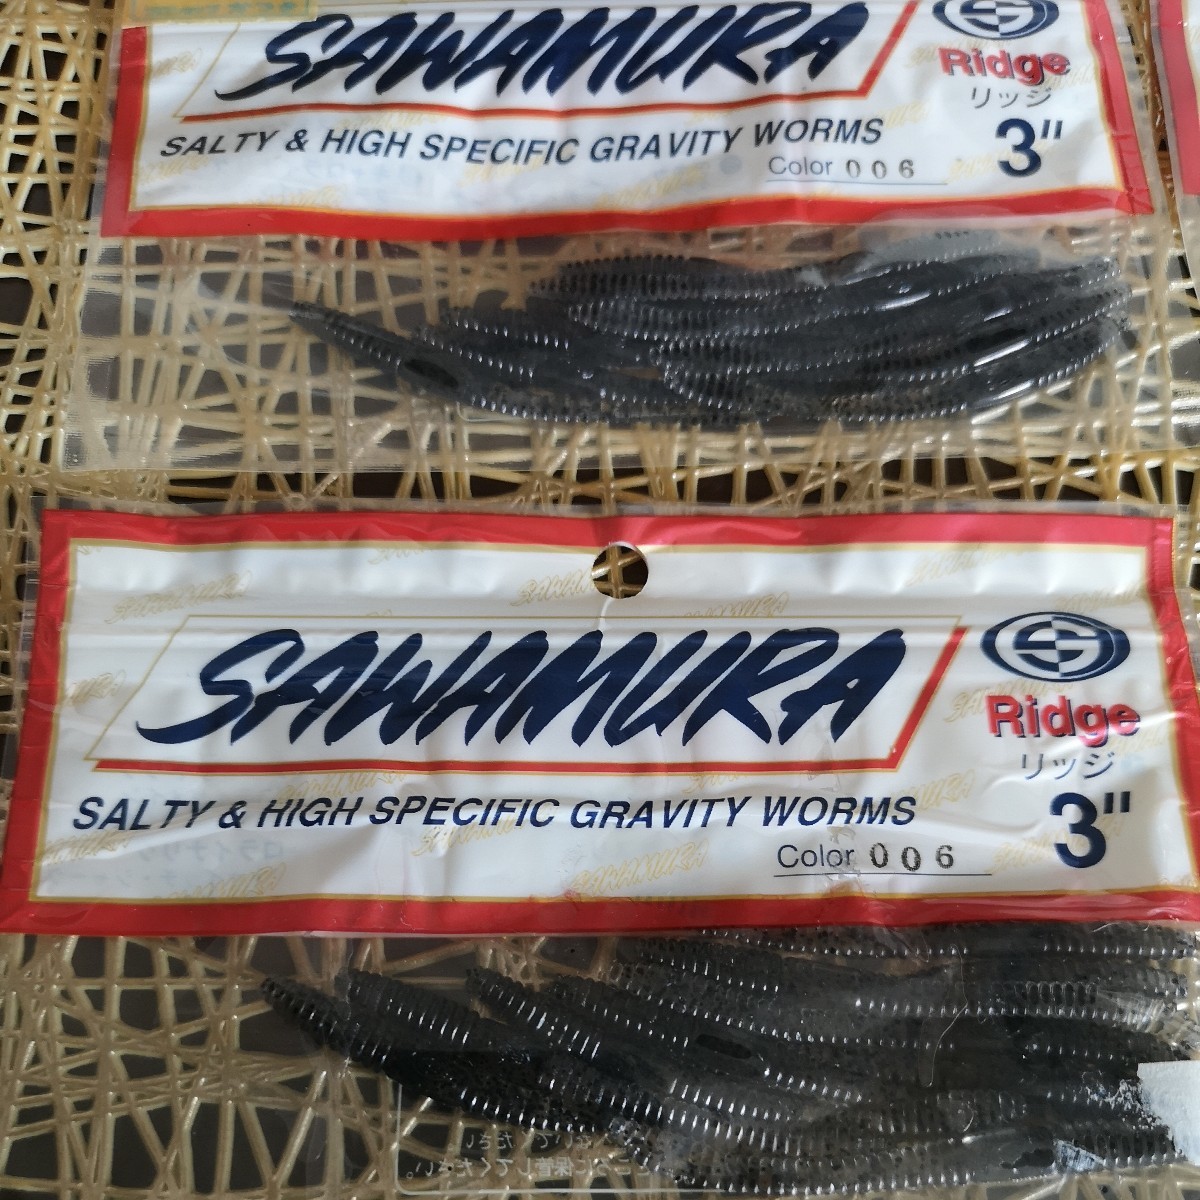 SAWAMURA
Ridge
リッジ
SALTY & HIGH SPECIFIC GRAVITY WORMS
3"
Color 006
SAWAMURA
Ridge
リッジ
SALTY & HIGH SPECIFIC GRAVITY WORMS
3"
Color 006